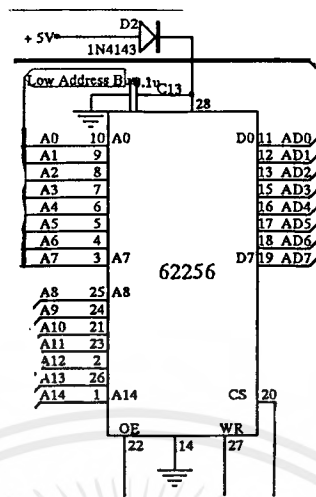 D2
+ 5V
1N4143
Low Address Bus
.1u
C13
28
A0 10 A0 D0 11 AD0
A1 9 12 AD1
A2 8 13 AD2
A3 7 15 AD3
A4 6 16 AD4
A5 5 17 AD5
A6 4 18 AD6
A7 3 A7 D7 19 AD7
62256
A8 25 A8
A9 24
A10 21
A11 23
A12 2
A13 26
A14 1 A14 CS 20
OE WR
22 14 27